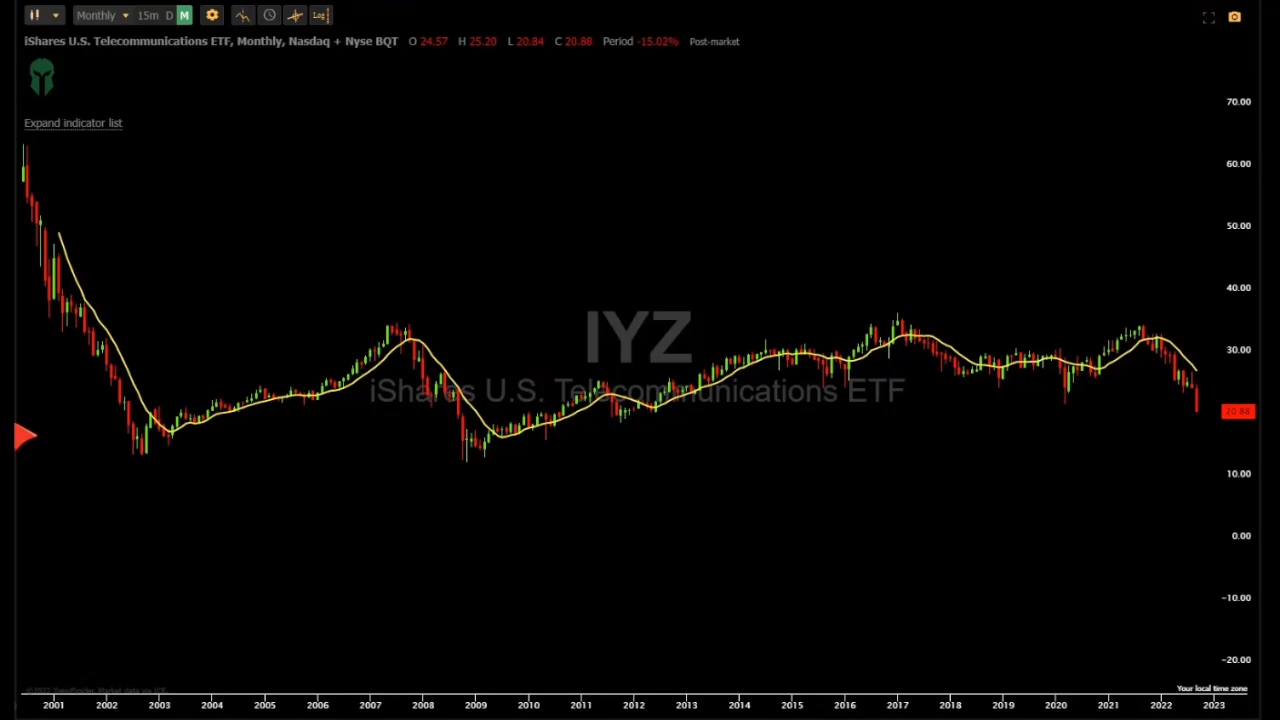 Monthly 15m D M Log
iShares U.S. Telecommunications ETF, Monthly, Nasdaq + Nyse BQT O 24.57 H 25.20 L 20.84 C 20.88 Period -15.02% Post-market
Expand indicator list
70.00
60.00
50.00
40.00
30.00
20.88
10.00
0.00
-10.00
-20.00
IYZ
iShares U.S. Telecommunications ETF
Your local time zone
2001 2002 2003 2004 2005 2006 2007 2008 2009 2010 2011 2012 2013 2014 2015 2016 2017 2018 2019 2020 2021 2022 2023